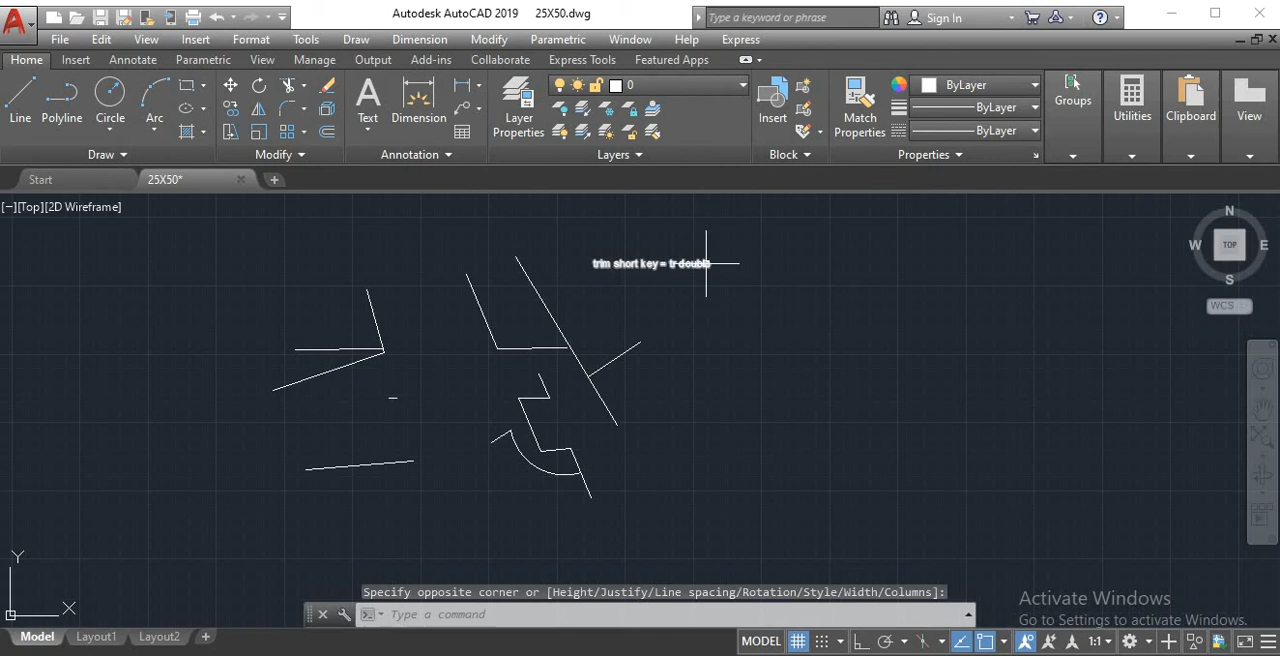 Autodesk AutoCAD 2019 25X50.dwg
Type a keyword or phrase
Sign In
File Edit View Insert Format Tools Draw Dimension Modify Parametric Window Help Express
Home Insert Annotate Parametric View Manage Output Add-ins Collaborate Express Tools Featured Apps
0
ByLayer
ByLayer
ByLayer
Line Polyline Circle Arc
Text Dimension
Layer Properties
Insert
Match Properties
Groups
Utilities
Clipboard
View
Draw Modify Annotation Layers Block Properties
Start 25X50*
[−][Top][2D Wireframe]
N
W TOP E
S
WCS
trim short key = tr-double
Y
X
Specify opposite corner or [Height/Justify/Line spacing/Rotation/Style/Width/Columns]:
Type a command
Activate Windows
Go to Settings to activate Windows.
Model Layout1 Layout2
MODEL
1:1